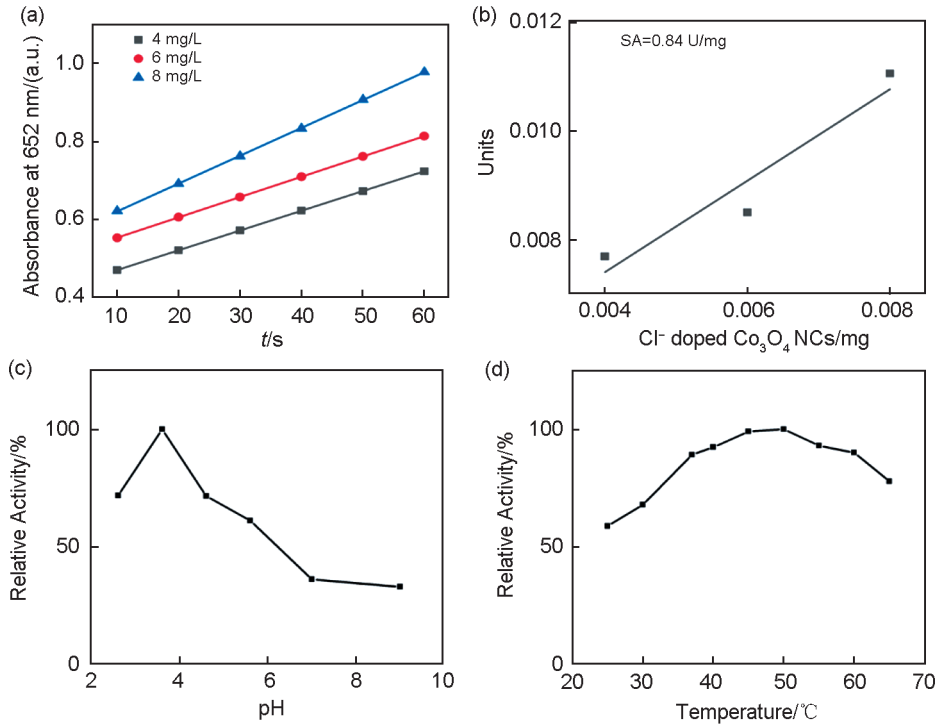 (a)
4 mg/L
6 mg/L
8 mg/L
1.0
0.8
0.6
0.4
Absorbance at 652 nm/(a.u.)
10 20 30 40 50 60
t/s
(b)
SA=0.84 U/mg
0.012
0.010
0.008
Units
0.004 0.006 0.008
Cl⁻ doped Co₃O₄ NCs/mg
(c)
100
50
0
Relative Activity/%
2 4 6 8 10
pH
(d)
100
50
0
Relative Activity/%
20 30 40 50 60 70
Temperature/℃